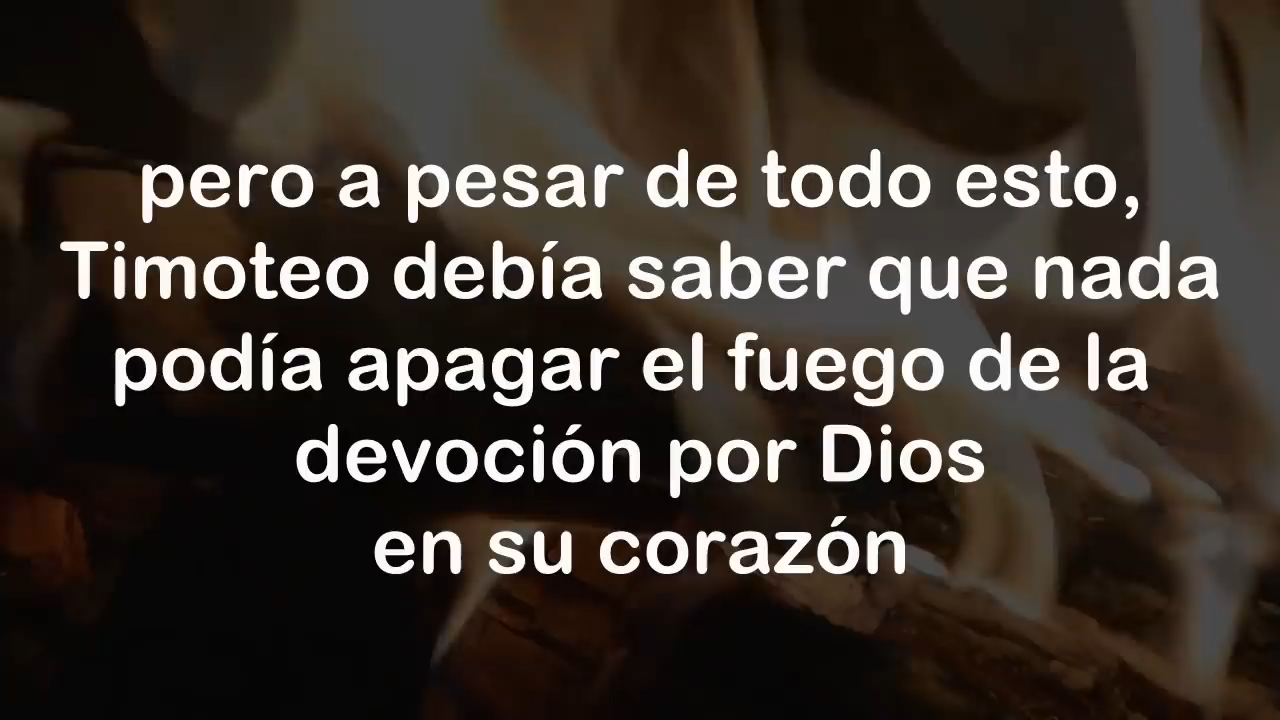 pero a pesar de todo esto,
Timoteo debía saber que nada
podía apagar el fuego de la
devoción por Dios
en su corazón